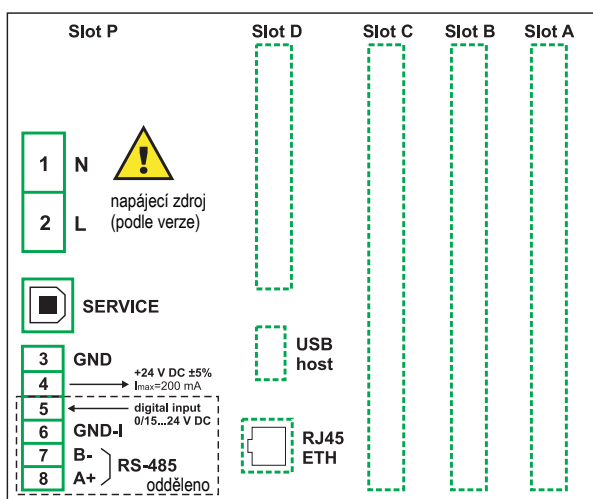 Slot P
Slot D
Slot C
Slot B
Slot A
1 N
2 L
!
napájecí zdroj
(podle verze)
SERVICE
3 GND
4 +24 V DC ±5%
Imax=200 mA
5 digital input
0/15...24 V DC
6 GND-I
7 B-
8 A+
RS-485
odděleno
USB
host
RJ45
ETH